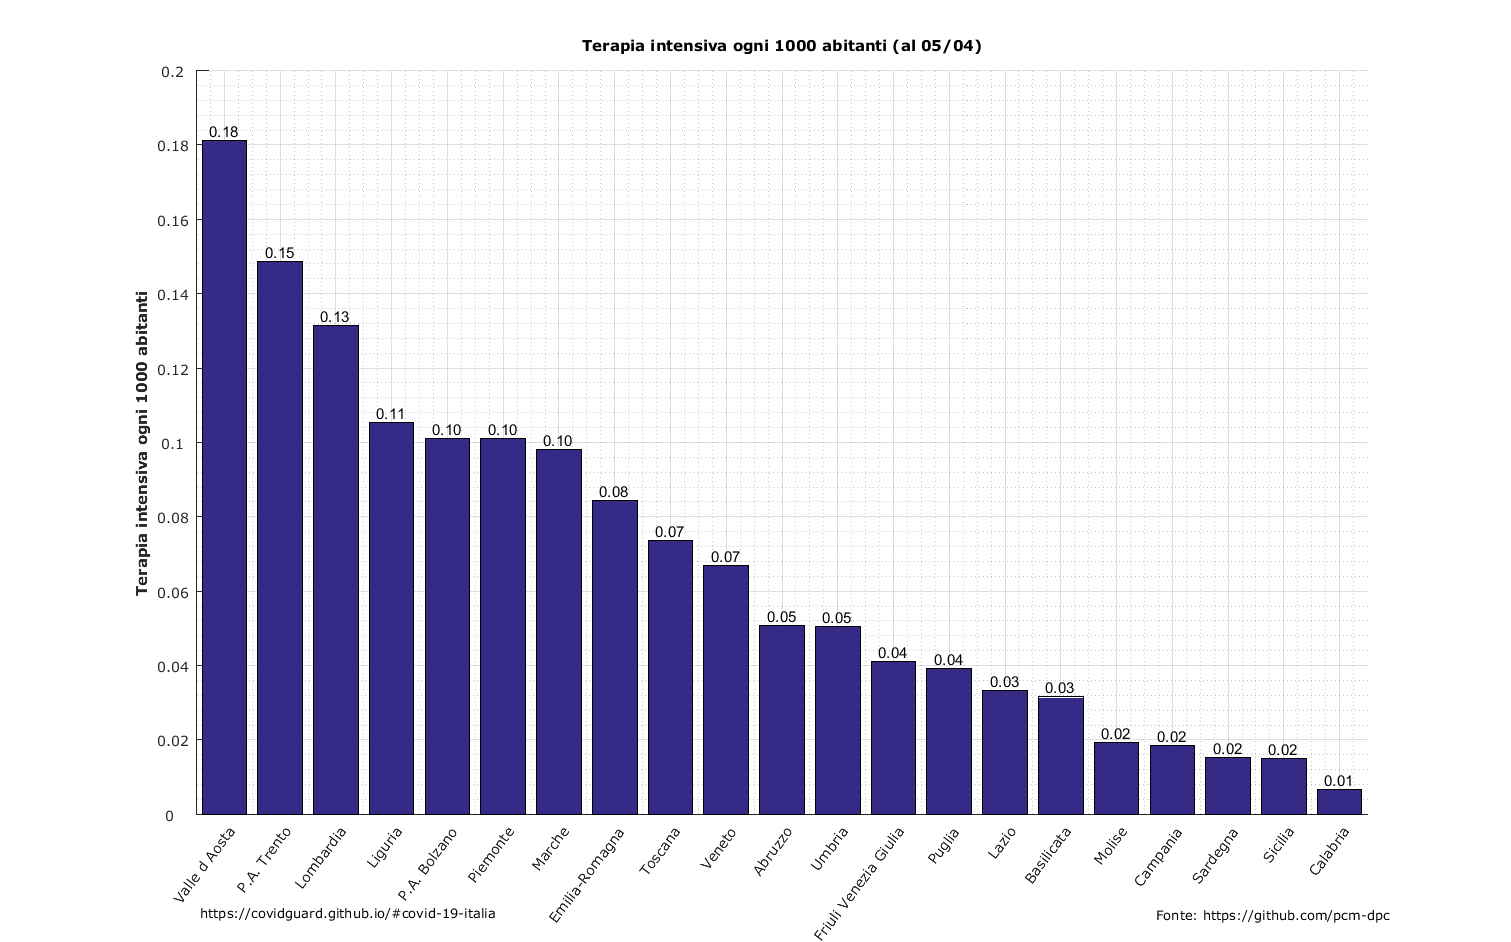 Terapia intensiva ogni 1000 abitanti (al 05/04)
Terapia intensiva ogni 1000 abitanti
0.2
0.18
0.16
0.14
0.12
0.1
0.08
0.06
0.04
0.02
0
0.18
0.15
0.13
0.11
0.10
0.10
0.10
0.08
0.07
0.07
0.05
0.05
0.04
0.04
0.03
0.03
0.02
0.02
0.02
0.02
0.01
Valle d Aosta
P.A. Trento
Lombardia
Liguria
P.A. Bolzano
Piemonte
Marche
Emilia-Romagna
Toscana
Veneto
Abruzzo
Umbria
Friuli Venezia Giulia
Puglia
Lazio
Basilicata
Molise
Campania
Sardegna
Sicilia
Calabria
https://covidguard.github.io/#covid-19-italia
Fonte: https://github.com/pcm-dpc